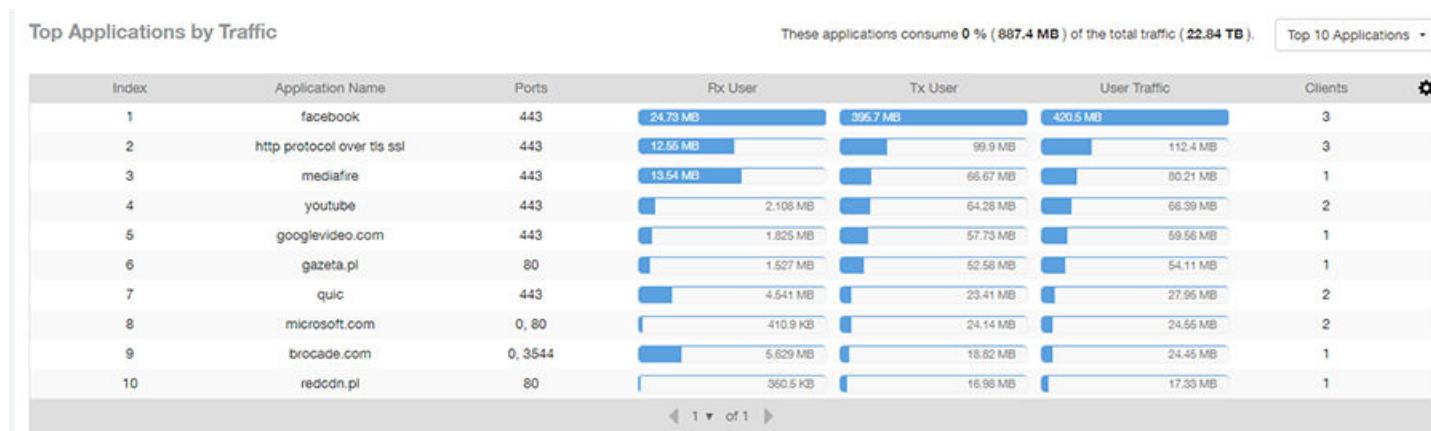 Top Applications by Traffic
These applications consume 0 % ( 887.4 MB ) of the total traffic ( 22.84 TB ).
Top 10 Applications
Index Application Name Ports Rx User Tx User User Traffic Clients
1 facebook 443 24.73 MB 395.7 MB 420.5 MB 3
2 http protocol over tls ssl 443 12.55 MB 99.9 MB 112.4 MB 3
3 mediafire 443 13.54 MB 66.67 MB 80.21 MB 1
4 youtube 443 2.108 MB 64.28 MB 66.39 MB 2
5 googlevideo.com 443 1.825 MB 57.73 MB 59.56 MB 1
6 gazeta.pl 80 1.527 MB 52.58 MB 54.11 MB 1
7 quic 443 4.541 MB 23.41 MB 27.95 MB 2
8 microsoft.com 0, 80 410.9 KB 24.14 MB 24.55 MB 2
9 brocade.com 0, 3544 5.629 MB 18.82 MB 24.45 MB 1
10 redcdn.pl 80 360.5 KB 16.98 MB 17.33 MB 1
1 of 1